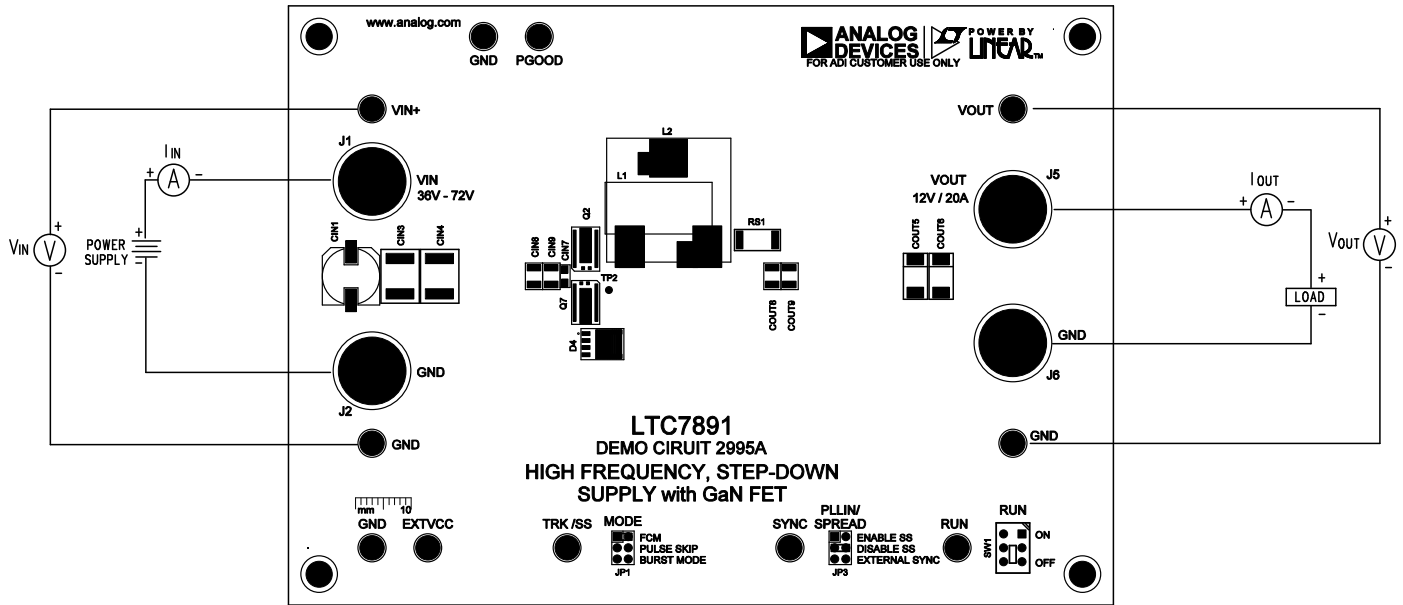 www.analog.com
GND
PGOOD
ANALOG
DEVICES
POWER BY
LINEAR™
FOR ADI CUSTOMER USE ONLY
VIN+
VOUT
J1
VIN
36V - 72V
I IN
+ A -
L2
L1
Q2
RS1
VOUT
12V / 20A
J5
I OUT
+ A -
CIN1
CIN3
CIN4
CIN8
CIN9
CIN7
TP2
Q7
D4
COUT8
COUT9
COUT5
COUT6
+
VIN V
-
+
POWER
SUPPLY
-
+
VOUT V
-
+
LOAD
-
GND
J2
GND
J6
GND
GND
LTC7891
DEMO CIRUIT 2995A
HIGH FREQUENCY, STEP-DOWN
SUPPLY with GaN FET
mm 10
GND
EXTVCC
TRK /SS
MODE
FCM
PULSE SKIP
BURST MODE
JP1
SYNC
PLLIN/
SPREAD
ENABLE SS
DISABLE SS
EXTERNAL SYNC
JP3
RUN
RUN
SW1
ON
OFF